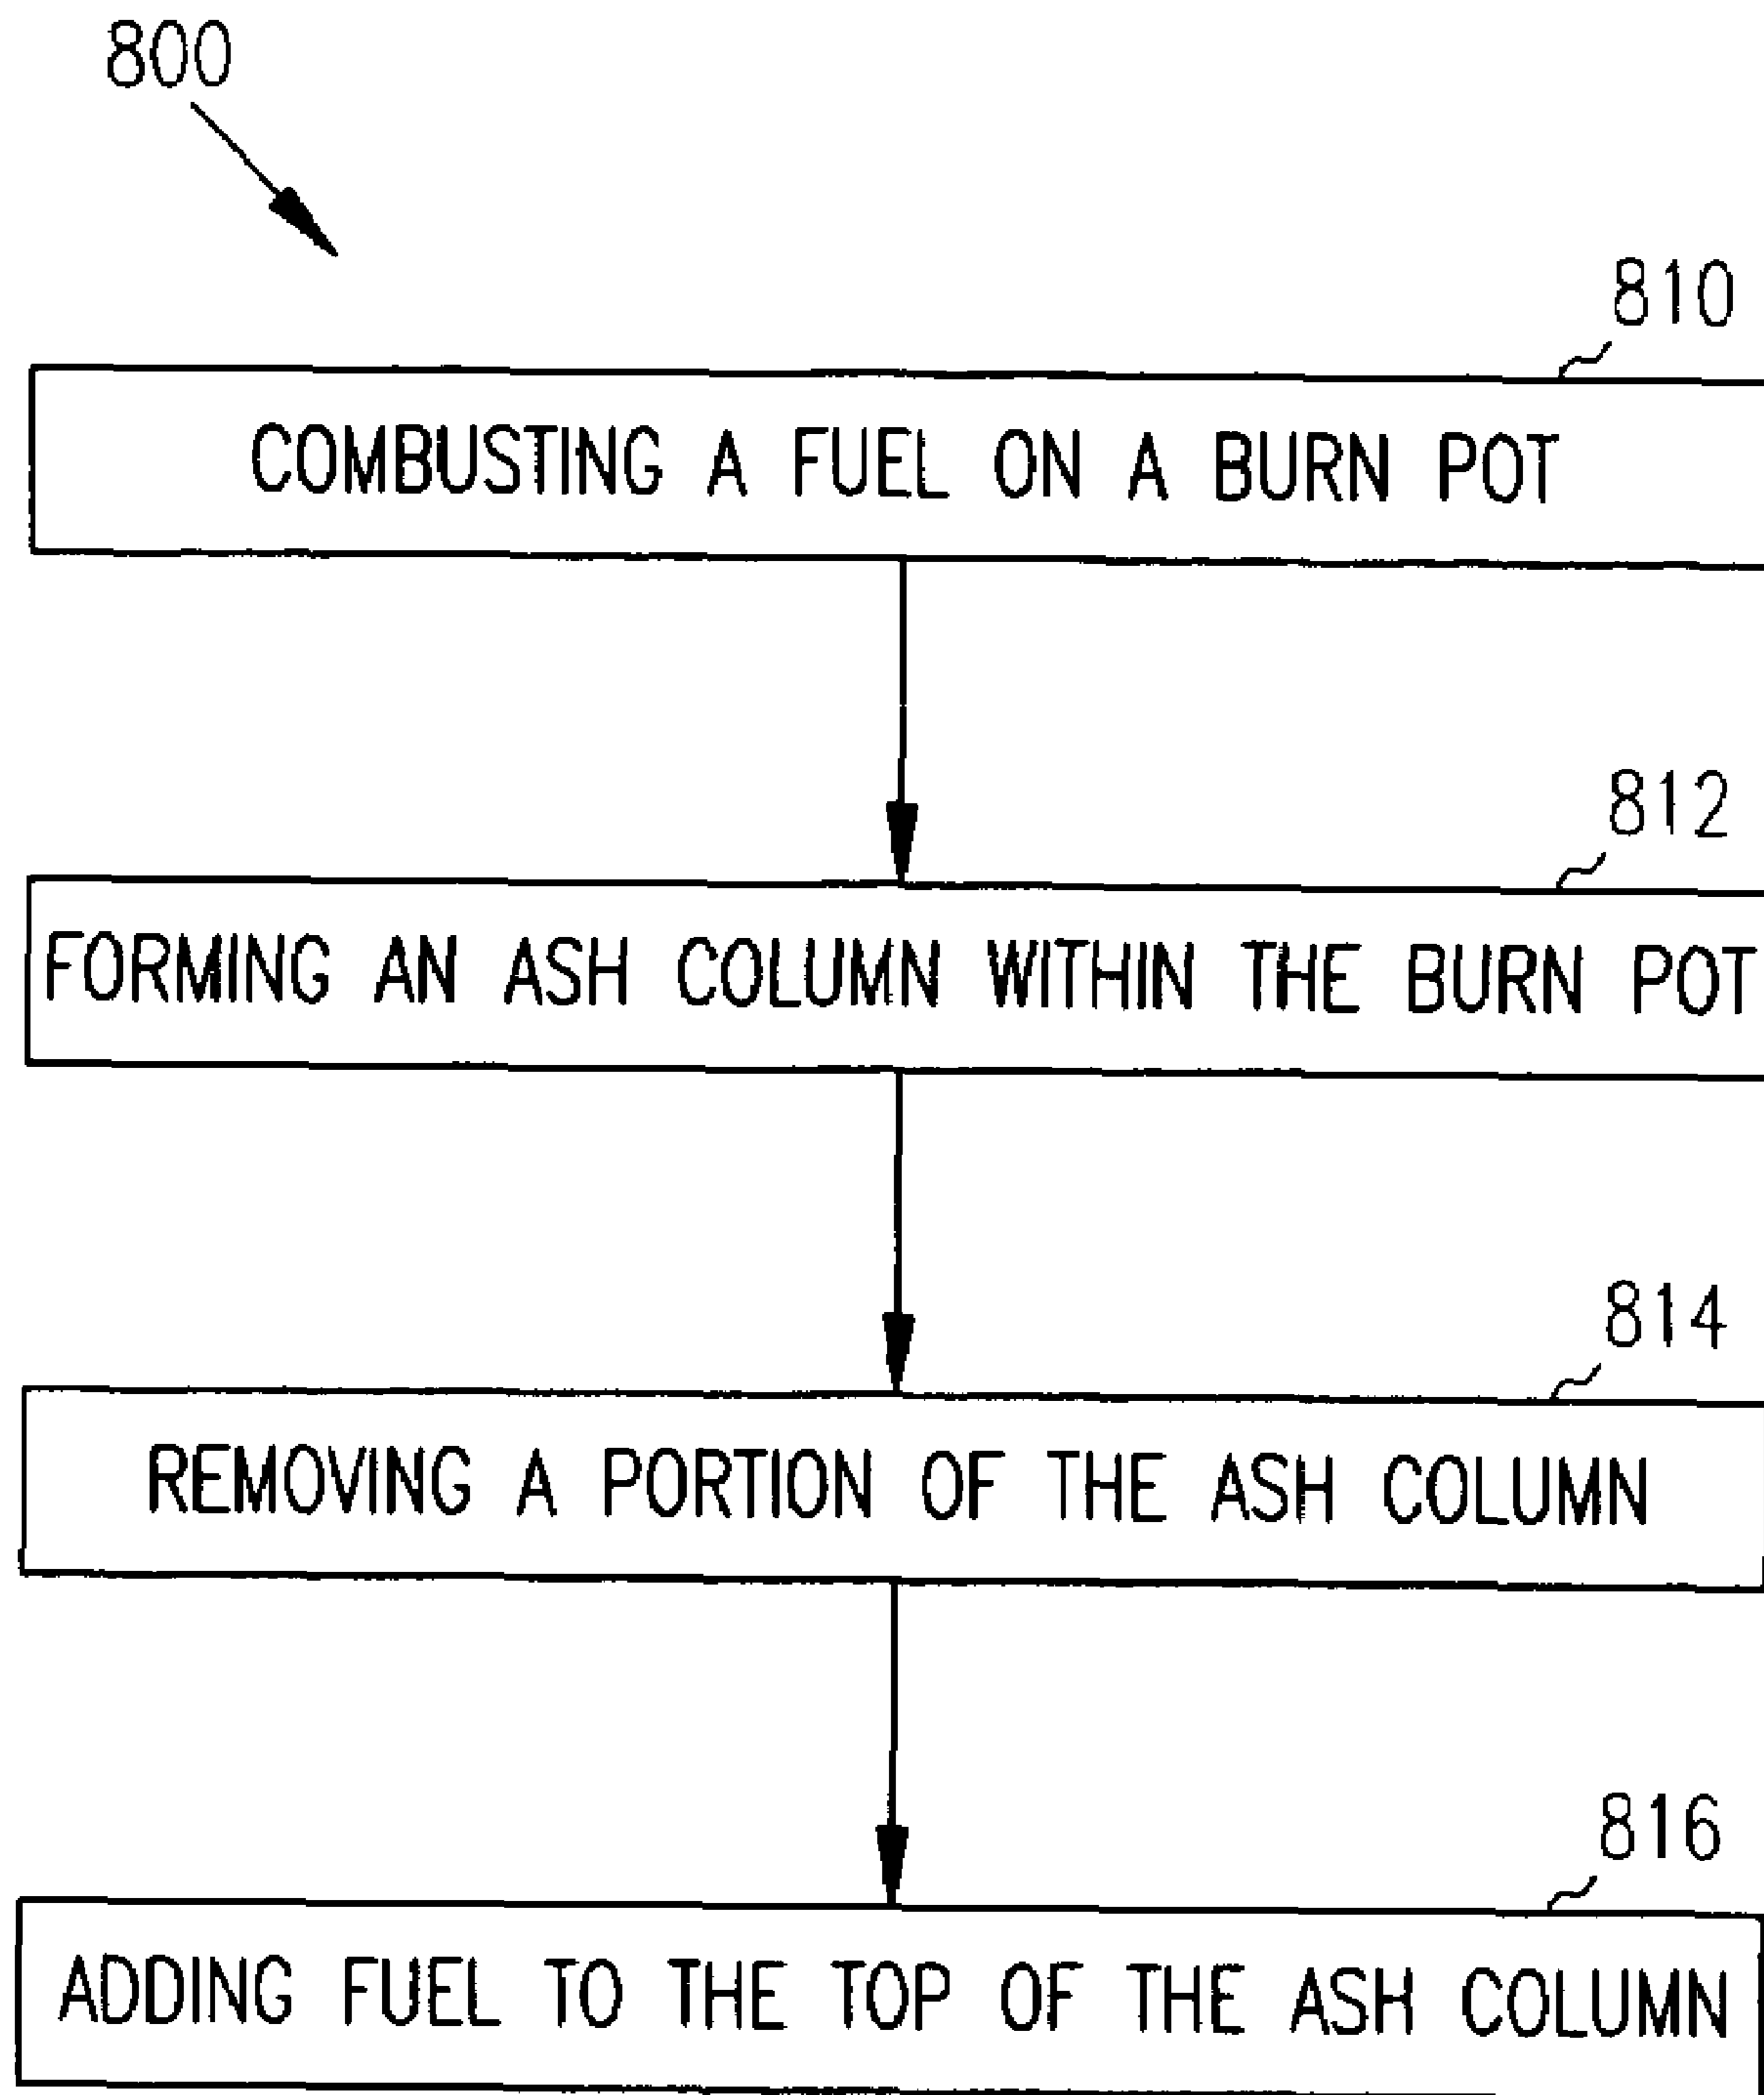 800
810
COMBUSTING A FUEL ON A BURN POT
812
FORMING AN ASH COLUMN WITHIN THE BURN POT
814
REMOVING A PORTION OF THE ASH COLUMN
816
ADDING FUEL TO THE TOP OF THE ASH COLUMN